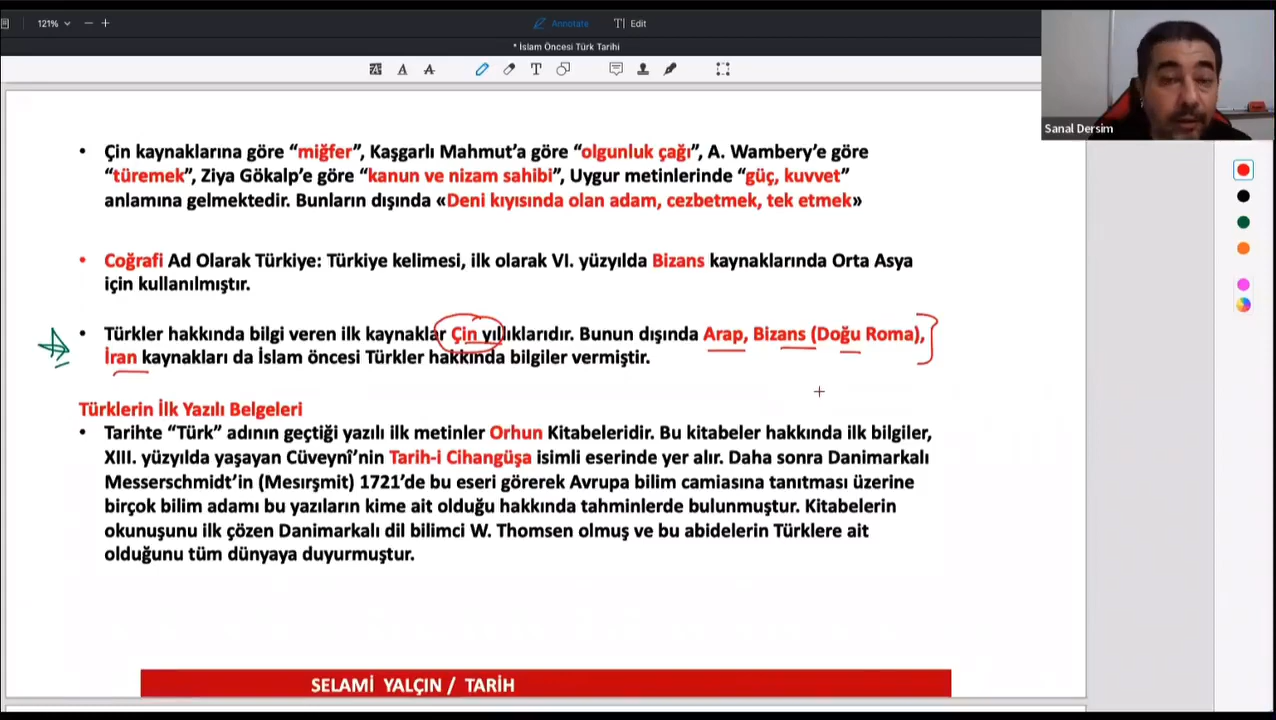 121%
Annotate
Edit
* İslam Öncesi Türk Tarihi
Sanal Dersim
• Çin kaynaklarına göre “miğfer”, Kaşgarlı Mahmut’a göre “olgunluk çağı”, A. Wambery’e göre
“türemek”, Ziya Gökalp’e göre “kanun ve nizam sahibi”, Uygur metinlerinde “güç, kuvvet”
anlamına gelmektedir. Bunların dışında «Deni kıyısında olan adam, cezbetmek, tek etmek»
• Coğrafi Ad Olarak Türkiye: Türkiye kelimesi, ilk olarak VI. yüzyılda Bizans kaynaklarında Orta Asya
için kullanılmıştır.
• Türkler hakkında bilgi veren ilk kaynaklar Çin yıllıklarıdır. Bunun dışında Arap, Bizans (Doğu Roma),
İran kaynakları da İslam öncesi Türkler hakkında bilgiler vermiştir.
Türklerin İlk Yazılı Belgeleri
• Tarihte “Türk” adının geçtiği yazılı ilk metinler Orhun Kitabeleridir. Bu kitabeler hakkında ilk bilgiler,
XIII. yüzyılda yaşayan Cüveynî’nin Tarih-i Cihangüşa isimli eserinde yer alır. Daha sonra Danimarkalı
Messerschmidt’in (Mesırşmit) 1721’de bu eseri görerek Avrupa bilim camiasına tanıtması üzerine
birçok bilim adamı bu yazıların kime ait olduğu hakkında tahminlerde bulunmuştur. Kitabelerin
okunuşunu ilk çözen Danimarkalı dil bilimci W. Thomsen olmuş ve bu abidelerin Türklere ait
olduğunu tüm dünyaya duyurmuştur.
SELAMİ YALÇIN / TARİH